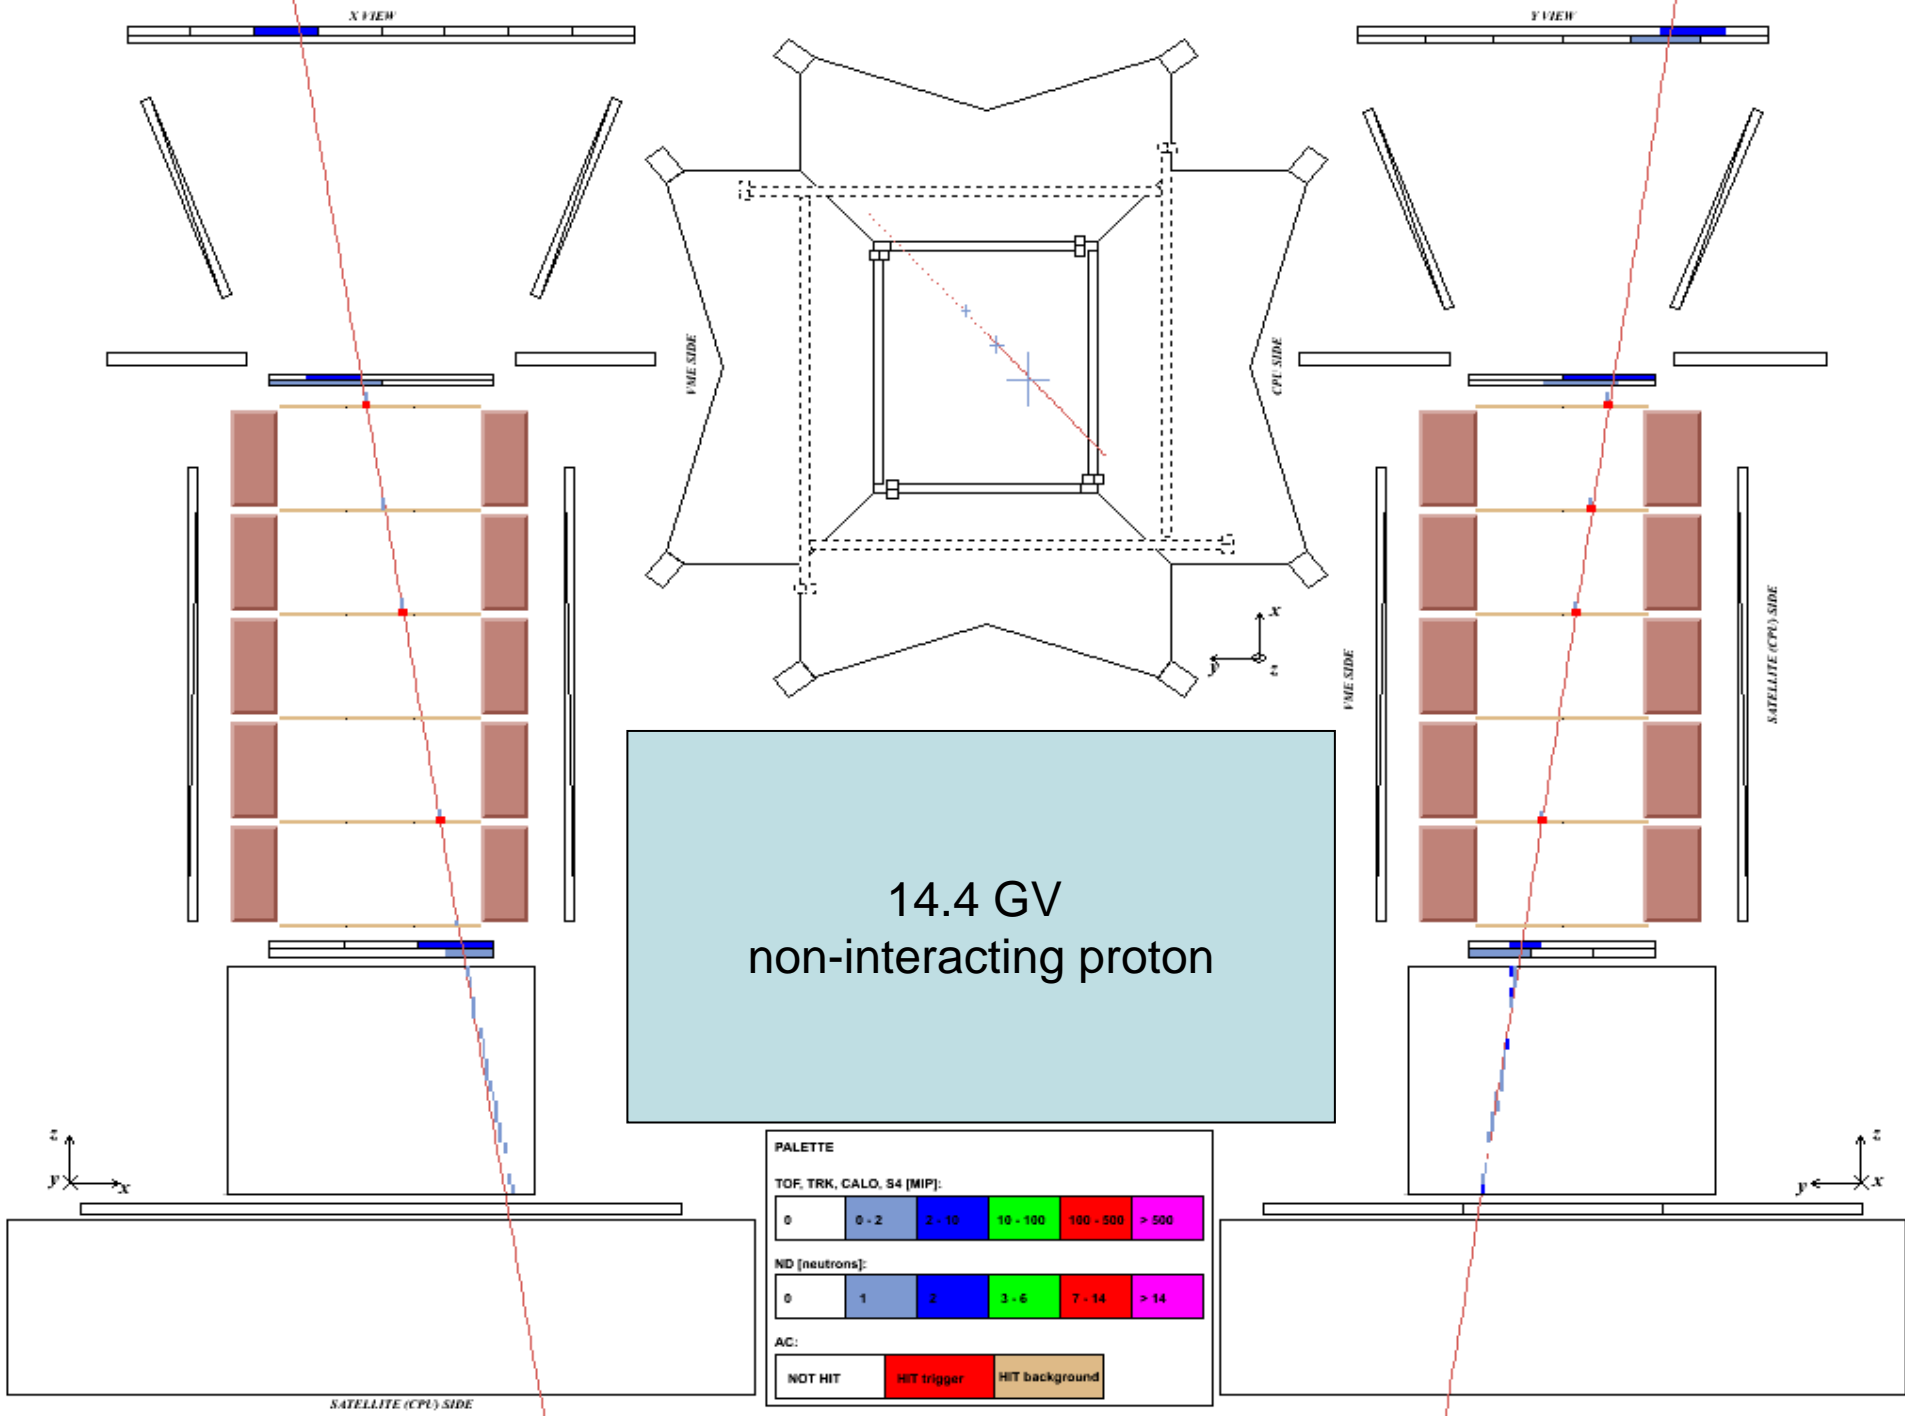 X VIEW
Y VIEW
VME SIDE
CPU SIDE
x
y
z
VME SIDE
SATELLITE (CPU) SIDE
14.4 GV
non-interacting proton
z
y
x
z
y
x
PALETTE
TOF, TRK, CALO, S4 [MIP]:
0 0 - 2 2 - 10 10 - 100 100 - 500 > 500
ND [neutrons]:
0 1 2 3 - 6 7 - 14 > 14
AC:
NOT HIT HIT trigger HIT background
SATELLITE (CPU) SIDE